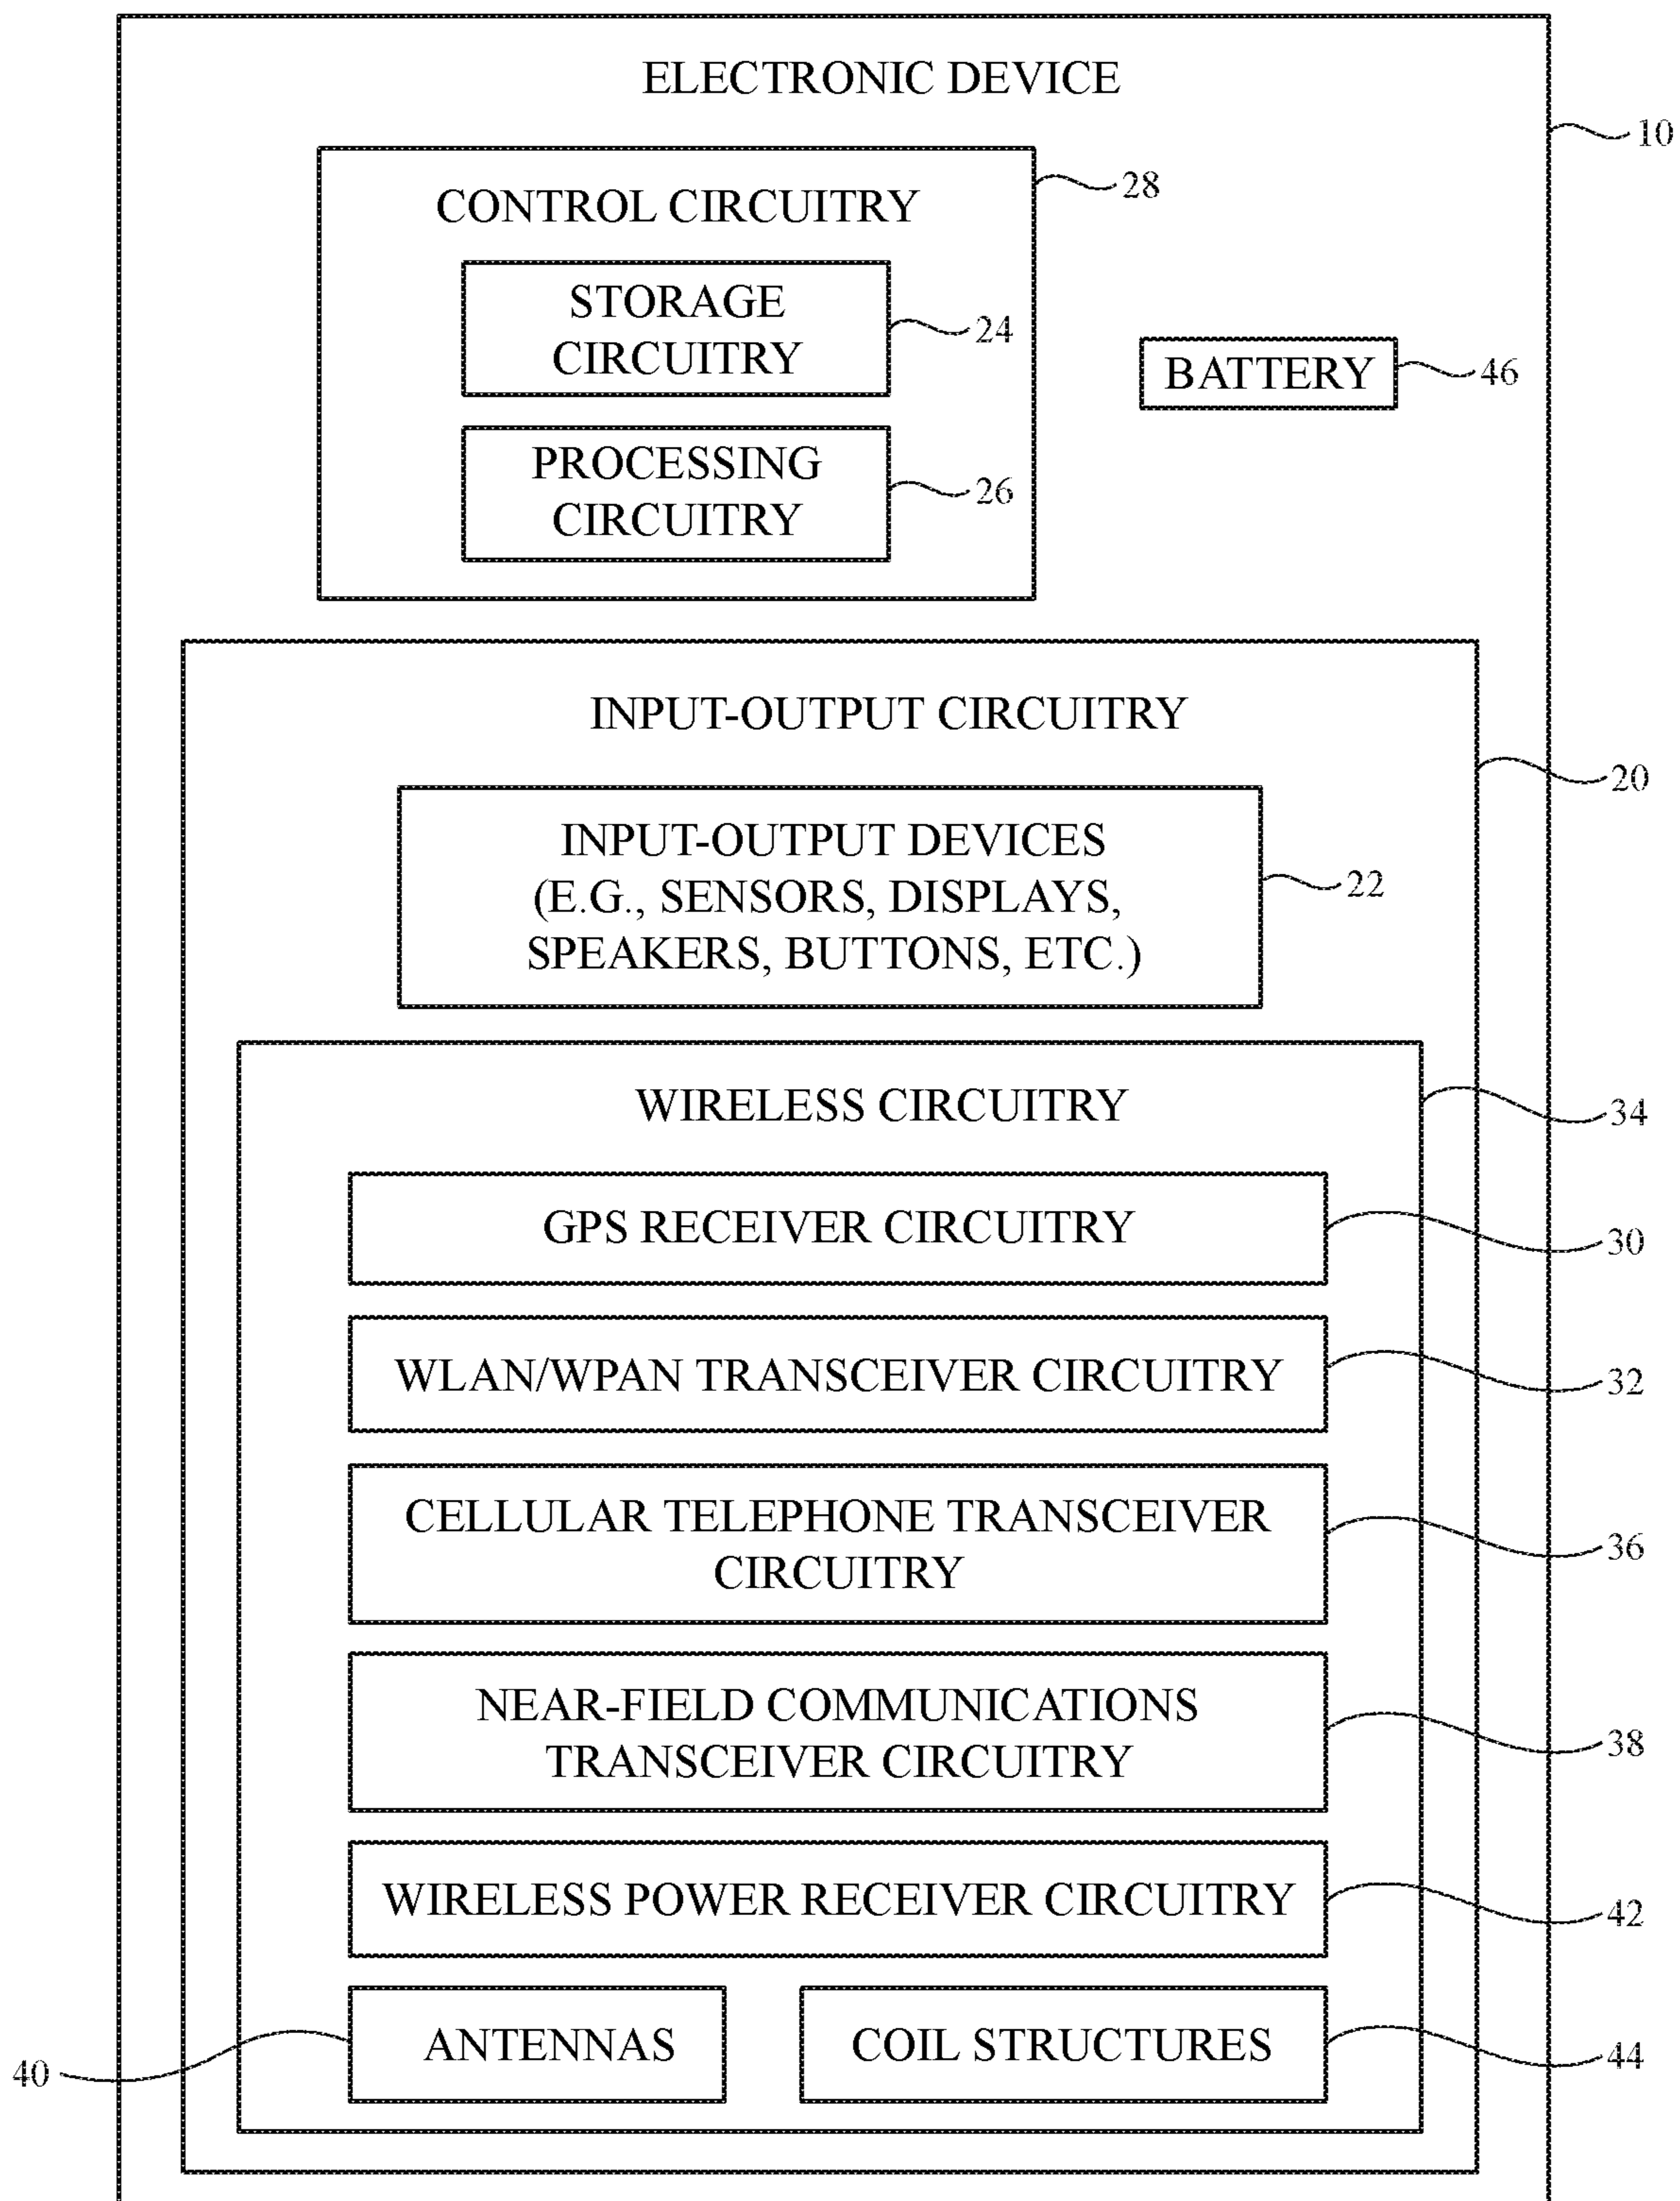 ELECTRONIC DEVICE
10
CONTROL CIRCUITRY
28
STORAGE
CIRCUITRY
24
BATTERY
46
PROCESSING
CIRCUITRY
26
INPUT-OUTPUT CIRCUITRY
20
INPUT-OUTPUT DEVICES
(E.G., SENSORS, DISPLAYS,
SPEAKERS, BUTTONS, ETC.)
22
WIRELESS CIRCUITRY
34
GPS RECEIVER CIRCUITRY
30
WLAN/WPAN TRANSCEIVER CIRCUITRY
32
CELLULAR TELEPHONE TRANSCEIVER
CIRCUITRY
36
NEAR-FIELD COMMUNICATIONS
TRANSCEIVER CIRCUITRY
38
WIRELESS POWER RECEIVER CIRCUITRY
42
ANTENNAS
40
COIL STRUCTURES
44